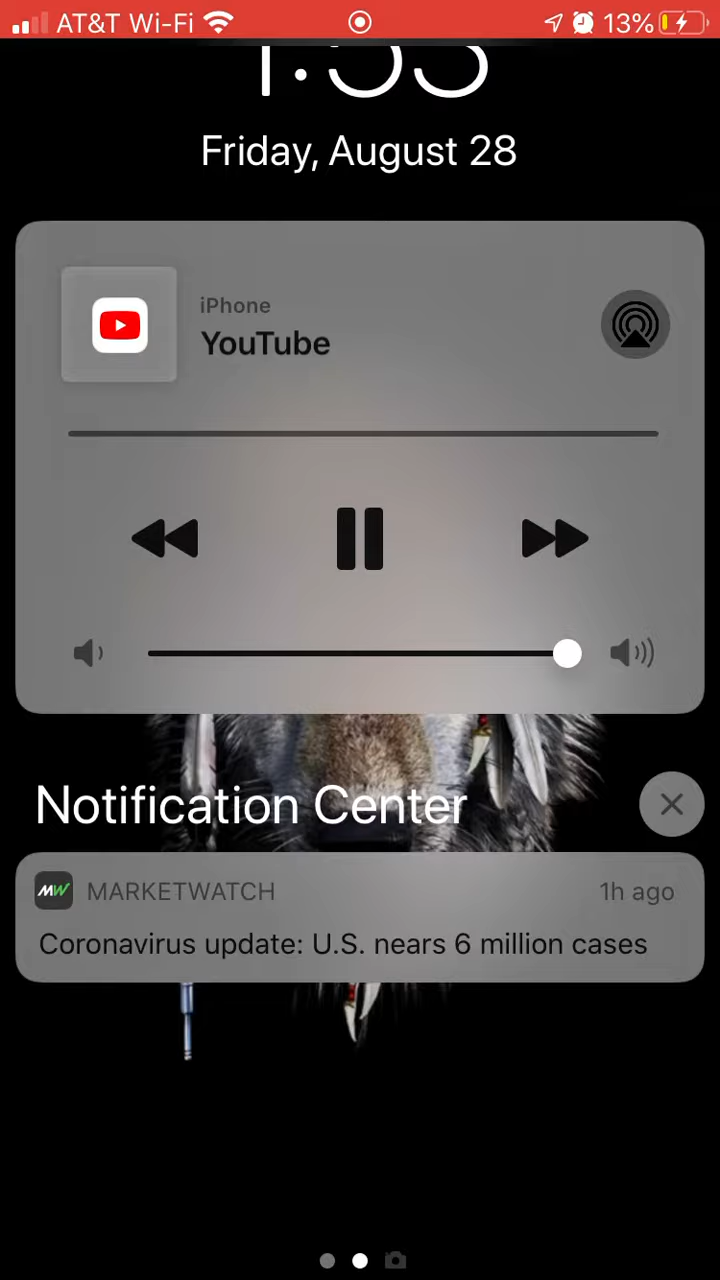 AT&T Wi-Fi 13%
Friday, August 28
iPhone
YouTube
Notification Center
MW MARKETWATCH 1h ago
Coronavirus update: U.S. nears 6 million cases